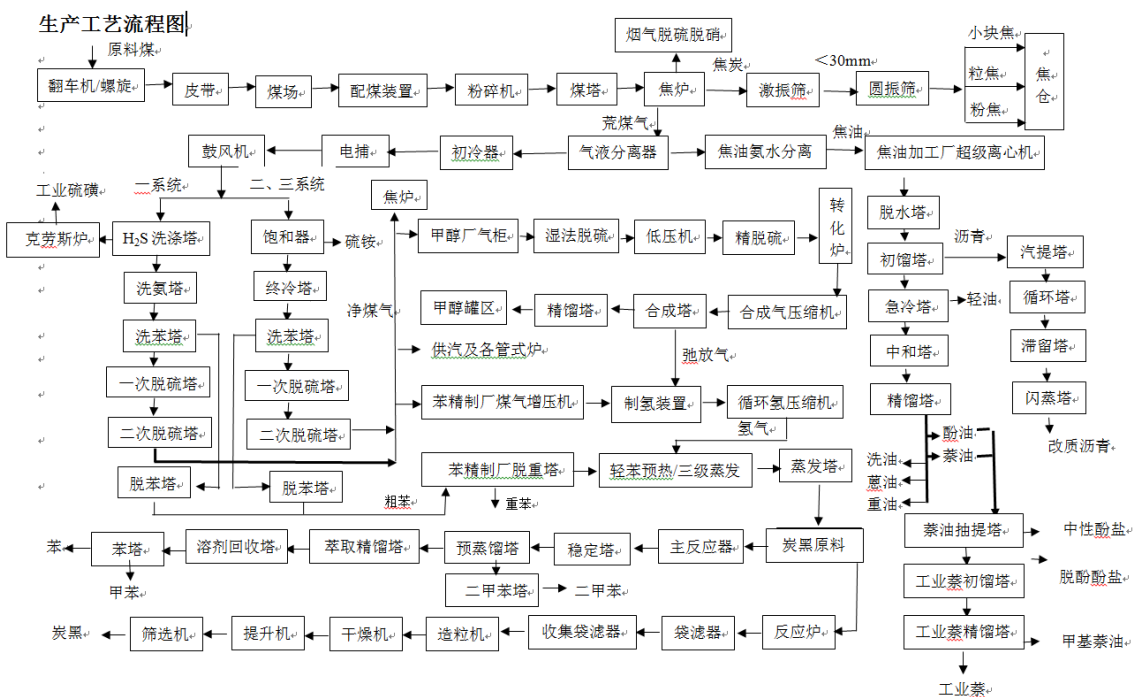 生产工艺流程图
原料煤
烟气脱硫脱硝
焦炭
＜30mm
小块焦
粒焦
粉焦
焦仓
翻车机/螺旋
皮带
煤场
配煤装置
粉碎机
煤塔
焦炉
激振筛
圆振筛
荒煤气
焦油
鼓风机
电捕
初冷器
气液分离器
焦油氨水分离
焦油加工厂超级离心机
工业硫磺
一系统
二、三系统
焦炉
转化炉
脱水塔
克劳斯炉
H2S 洗涤塔
饱和器
硫铵
甲醇厂气柜
湿法脱硫
低压机
精脱硫
初馏塔
沥青
汽提塔
洗氨塔
终冷塔
净煤气
甲醇罐区
精馏塔
合成塔
合成气压缩机
急冷塔
轻油
循环塔
洗苯塔
洗苯塔
供汽及各管式炉
弛放气
中和塔
滞留塔
一次脱硫塔
一次脱硫塔
苯精制厂煤气增压机
制氢装置
循环氢压缩机
精馏塔
闪蒸塔
二次脱硫塔
二次脱硫塔
氢气
酚油
萘油
改质沥青
脱苯塔
脱苯塔
粗苯
苯精制厂脱重塔
重苯
轻苯预热/三级蒸发
蒸发塔
洗油
蒽油
重油
苯
苯塔
溶剂回收塔
萃取精馏塔
预蒸馏塔
稳定塔
主反应器
炭黑原料
萘油抽提塔
中性酚盐
甲苯
二甲苯塔
二甲苯
工业萘初馏塔
脱酚酚盐
炭黑
筛选机
提升机
干燥机
造粒机
收集袋滤器
袋滤器
反应炉
工业萘精馏塔
甲基萘油
工业萘